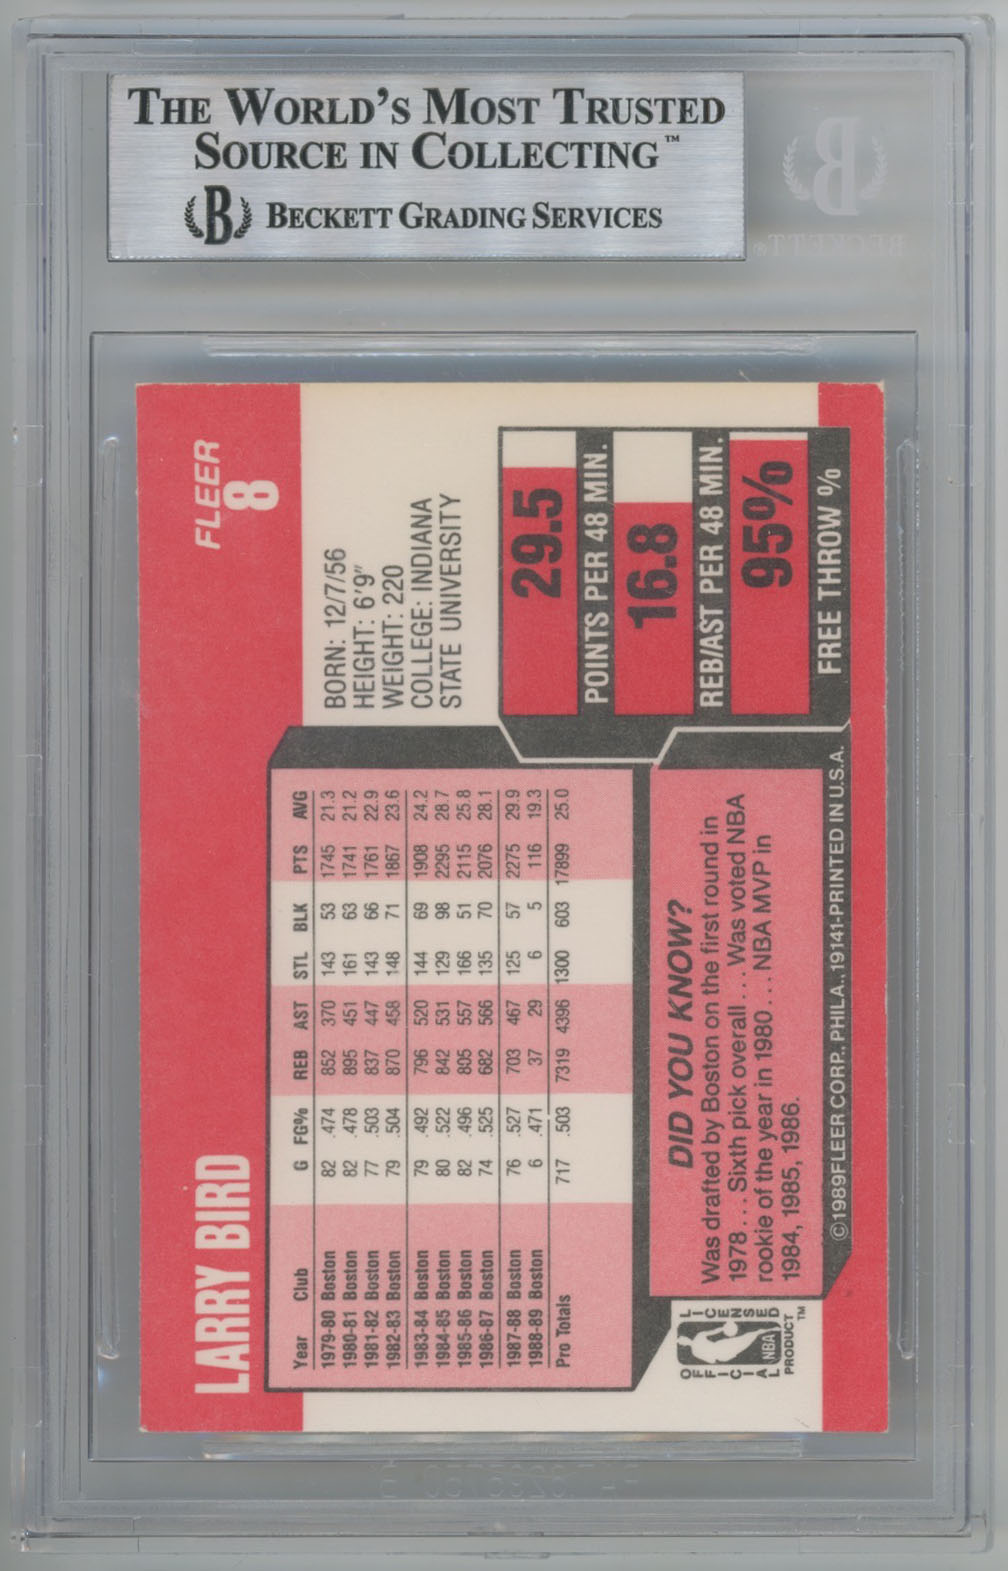 THE WORLD'S MOST TRUSTED
SOURCE IN COLLECTING™
B BECKETT GRADING SERVICES
B
BECKETT®
LARRY BIRD
FLEER
8
BORN: 12/7/56
HEIGHT: 6'9"
WEIGHT: 220
COLLEGE: INDIANA
STATE UNIVERSITY
Year Club G FG% REB AST STL BLK PTS AVG
1979-80 Boston 82 .474 852 370 143 53 1745 21.3
1980-81 Boston 82 .478 895 451 161 63 1741 21.2
1981-82 Boston 77 .503 837 447 143 66 1761 22.9
1982-83 Boston 79 .504 870 458 148 71 1867 23.6
1983-84 Boston 79 .492 796 520 144 69 1908 24.2
1984-85 Boston 80 .522 842 531 129 98 2295 28.7
1985-86 Boston 82 .496 805 557 166 51 2115 25.8
1986-87 Boston 74 .525 682 566 135 70 2076 28.1
1987-88 Boston 76 .527 703 467 125 57 2275 29.9
1988-89 Boston 6 .471 37 29 6 5 116 19.3
Pro Totals 717 .503 7319 4396 1300 603 17899 25.0
29.5
POINTS PER 48 MIN.
16.8
REB/AST PER 48 MIN.
95%
FREE THROW %
DID YOU KNOW?
Was drafted by Boston on the first round in
1978... Sixth pick overall... Was voted NBA
rookie of the year in 1980... NBA MVP in
1984, 1985, 1986.
OFFICIAL LICENSED
NBA
PRODUCT™
©1989 FLEER CORP., PHILA., 19141-PRINTED IN U.S.A.